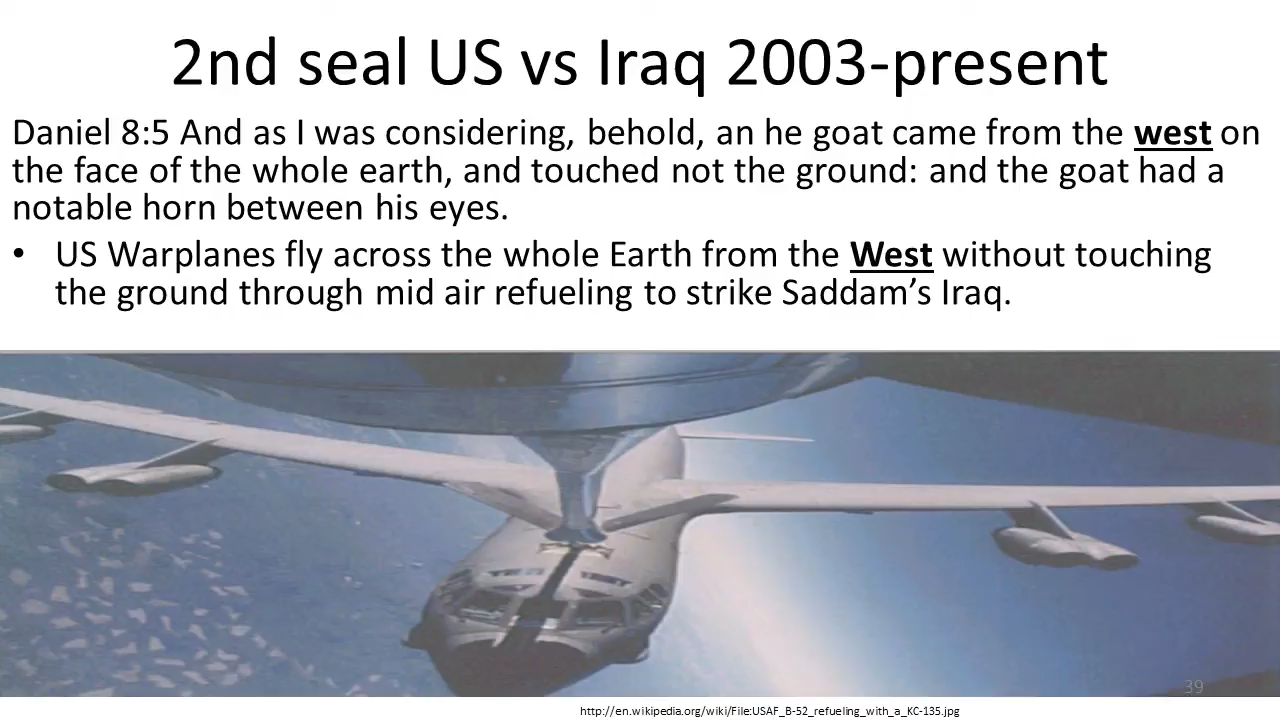 2nd seal US vs Iraq 2003-present
Daniel 8:5 And as I was considering, behold, an he goat came from the west on
the face of the whole earth, and touched not the ground: and the goat had a
notable horn between his eyes.
• US Warplanes fly across the whole Earth from the West without touching
the ground through mid air refueling to strike Saddam’s Iraq.
39
http://en.wikipedia.org/wiki/File:USAF_B-52_refueling_with_a_KC-135.jpg